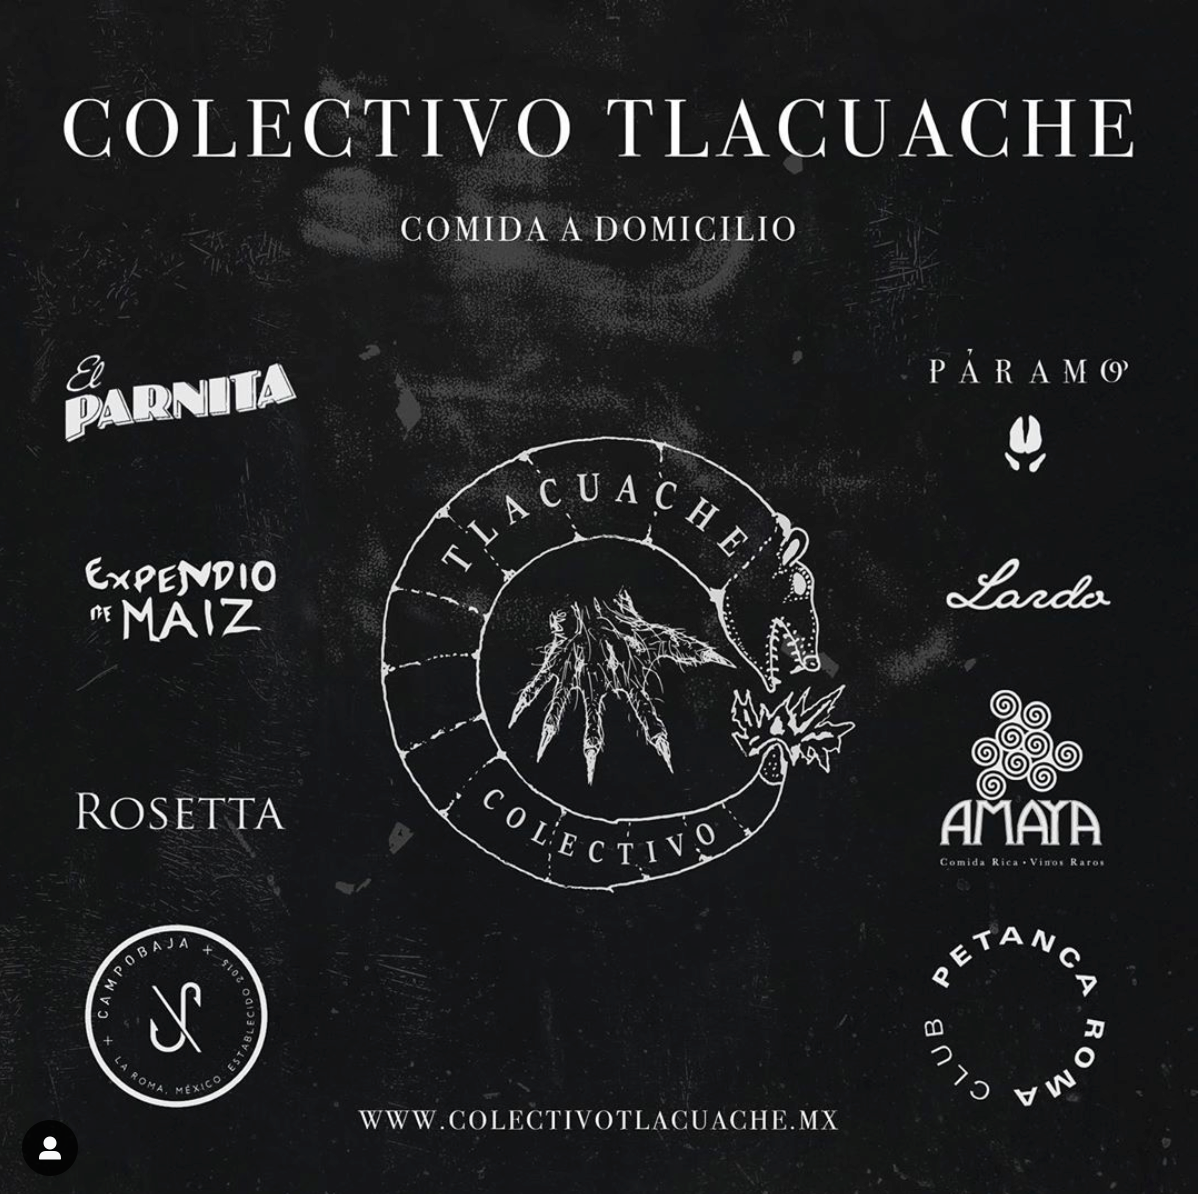 COLECTIVO TLACUACHE
COMIDA A DOMICILIO
El
PARNITA
PÁRAMO
EXPENDIO
DE MAIZ
Lardo
TLACUACHE
COLECTIVO
ROSETTA
AMAYA
Comida Rica • Vinos Raros
+ CAMPOBAJA +
LA ROMA, MÉXICO. ESTABLECIDO 2015
CLUB PETANCA ROMA
WWW.COLECTIVOTLACUACHE.MX